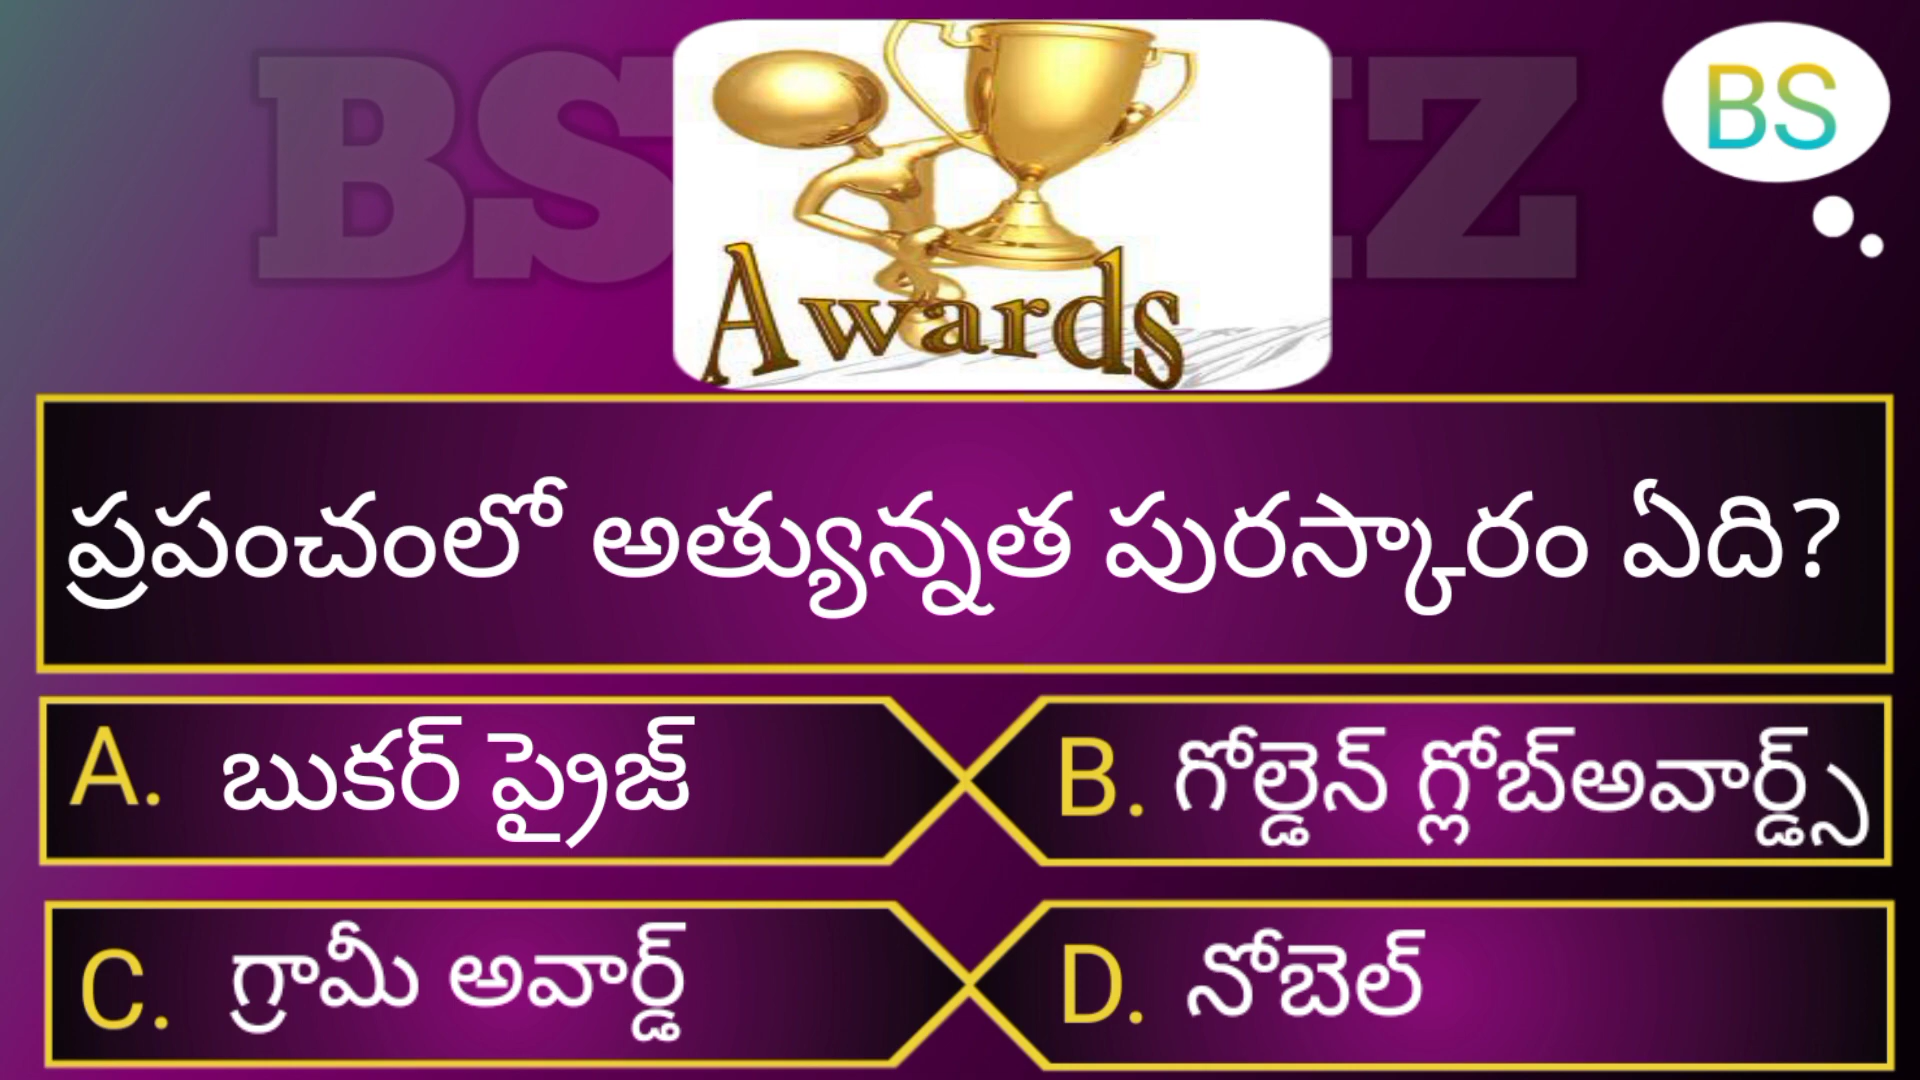 BS
Awards
ప్రపంచంలో అత్యున్నత పురస్కారం ఏది?
A. బుకర్ ప్రైజ్
B. గోల్డెన్ గ్లోబ్అవార్డ్స్
C. గ్రామీ అవార్డ్
D. నోబెల్